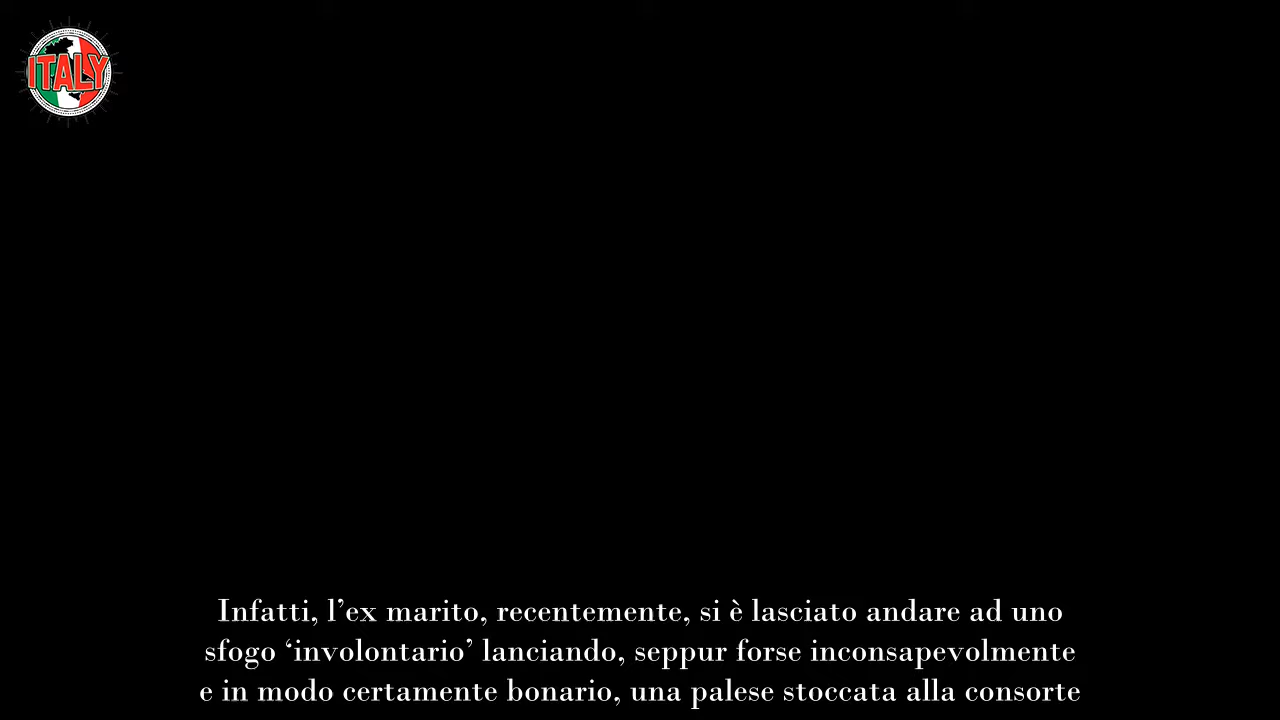 ITALY
Infatti, l’ex marito, recentemente, si è lasciato andare ad uno
sfogo ‘involontario’ lanciando, seppur forse inconsapevolmente
e in modo certamente bonario, una palese stoccata alla consorte